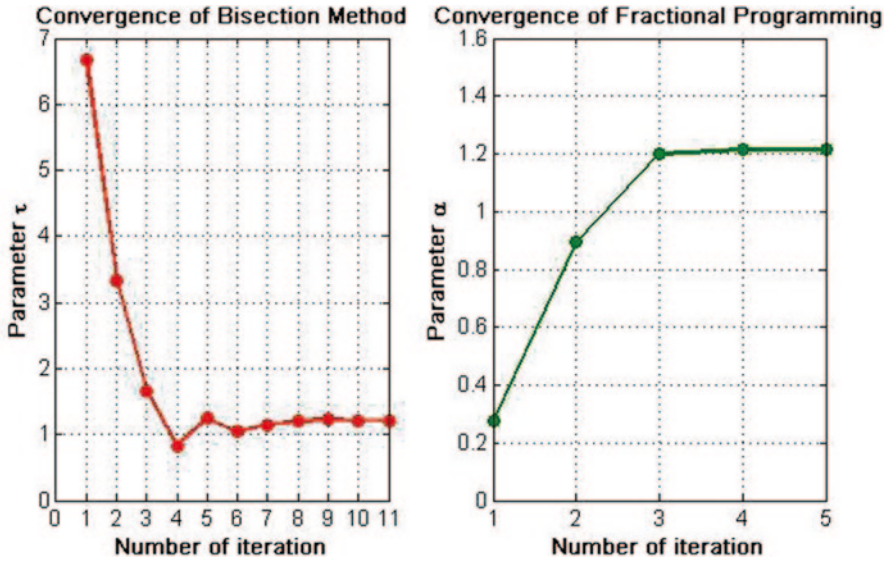 Convergence of Bisection Method
7
6
5
4
3
2
1
0
0 1 2 3 4 5 6 7 8 9 10 11
Parameter τ
Number of iteration
Convergence of Fractional Programming
1.6
1.4
1.2
1
0.8
0.6
0.4
0.2
0
1 2 3 4 5
Parameter α
Number of iteration